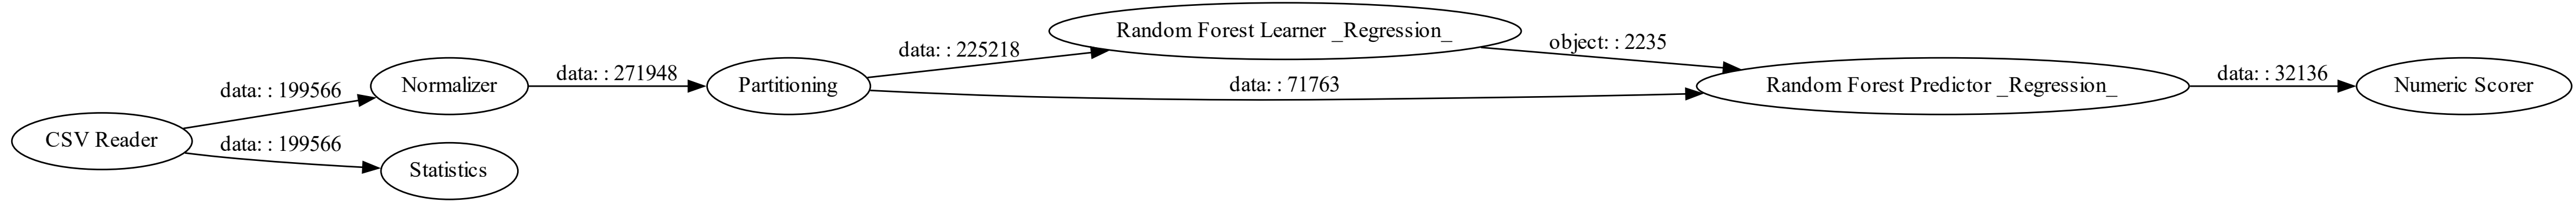 CSV Reader
data: : 199566
data: : 199566
Normalizer
Statistics
data: : 271948
Partitioning
data: : 225218
data: : 71763
Random Forest Learner _Regression_
object: : 2235
Random Forest Predictor _Regression_
data: : 32136
Numeric Scorer